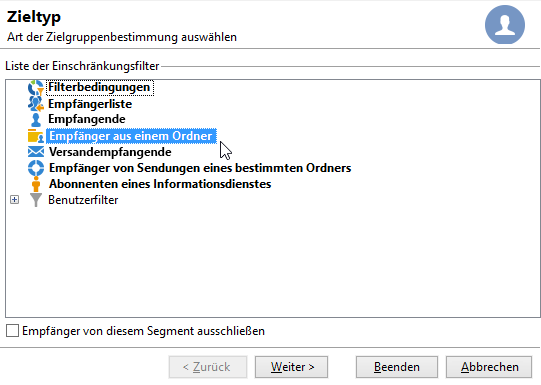 Zieltyp
Art der Zielgruppenbestimmung auswählen
Liste der Einschränkungsfilter
Filterbedingungen
Empfängerliste
Empfangende
Empfänger aus einem Ordner
Versandempfangende
Empfänger von Sendungen eines bestimmten Ordners
Abonnenten eines Informationsdienstes
Benutzerfilter
Empfänger von diesem Segment ausschließen
< Zurück Weiter > Beenden Abbrechen